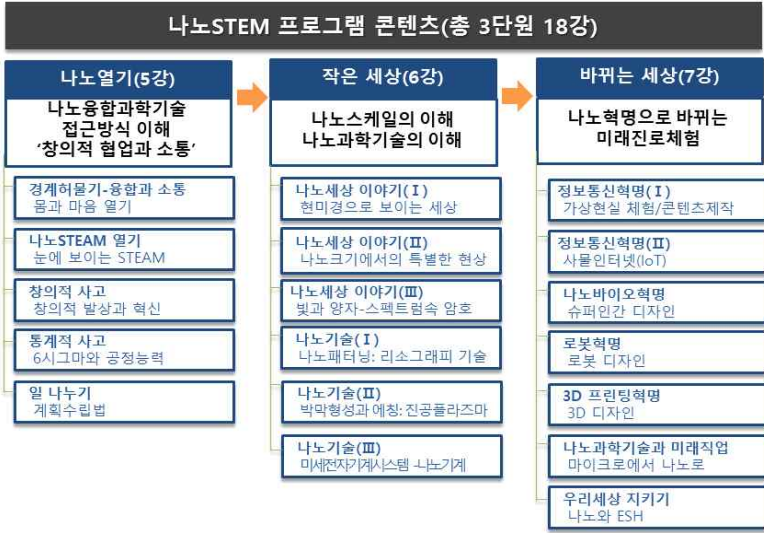 나노STEM 프로그램 콘텐츠(총 3단원 18강)
나노열기(5강)
나노융합과학기술
접근방식 이해
‘창의적 협업과 소통’
경계허물기-융합과 소통
몸과 마음 열기
나노STEAM 열기
눈에 보이는 STEAM
창의적 사고
창의적 발상과 혁신
통계적 사고
6시그마와 공정능력
일 나누기
계획수립법
작은 세상(6강)
나노스케일의 이해
나노과학기술의 이해
나노세상 이야기(Ⅰ)
현미경으로 보이는 세상
나노세상 이야기(Ⅱ)
나노크기에서의 특별한 현상
나노세상 이야기(Ⅲ)
빛과 양자-스펙트럼속 암호
나노기술(Ⅰ)
나노패터닝: 리소그래피 기술
나노기술(Ⅱ)
박막형성과 에칭: 진공플라즈마
나노기술(Ⅲ)
미세전자기계시스템 -나노기계
바뀌는 세상(7강)
나노혁명으로 바뀌는
미래진로체험
정보통신혁명(Ⅰ)
가상현실 체험/콘텐츠제작
정보통신혁명(Ⅱ)
사물인터넷(IoT)
나노바이오혁명
슈퍼인간 디자인
로봇혁명
로봇 디자인
3D 프린팅혁명
3D 디자인
나노과학기술과 미래직업
마이크로에서 나노로
우리세상 지키기
나노와 ESH